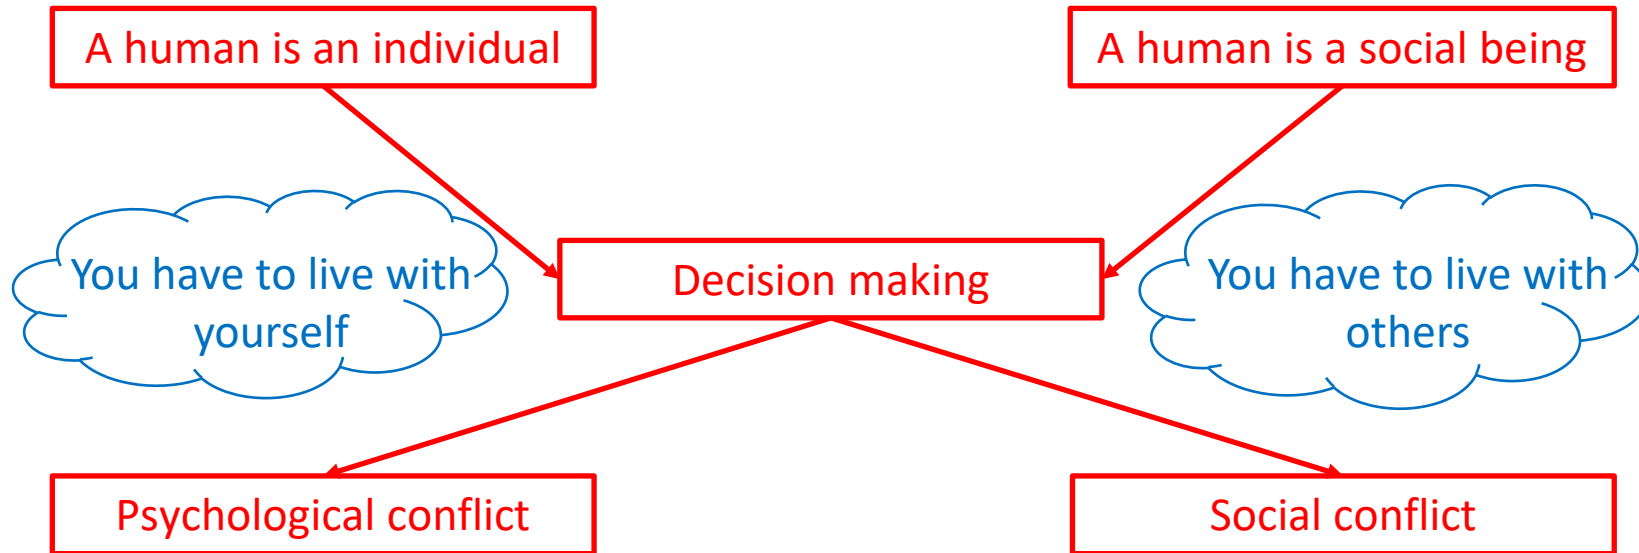 A human is an individual
A human is a social being
You have to live with
yourself
Decision making
You have to live with
others
Psychological conflict
Social conflict